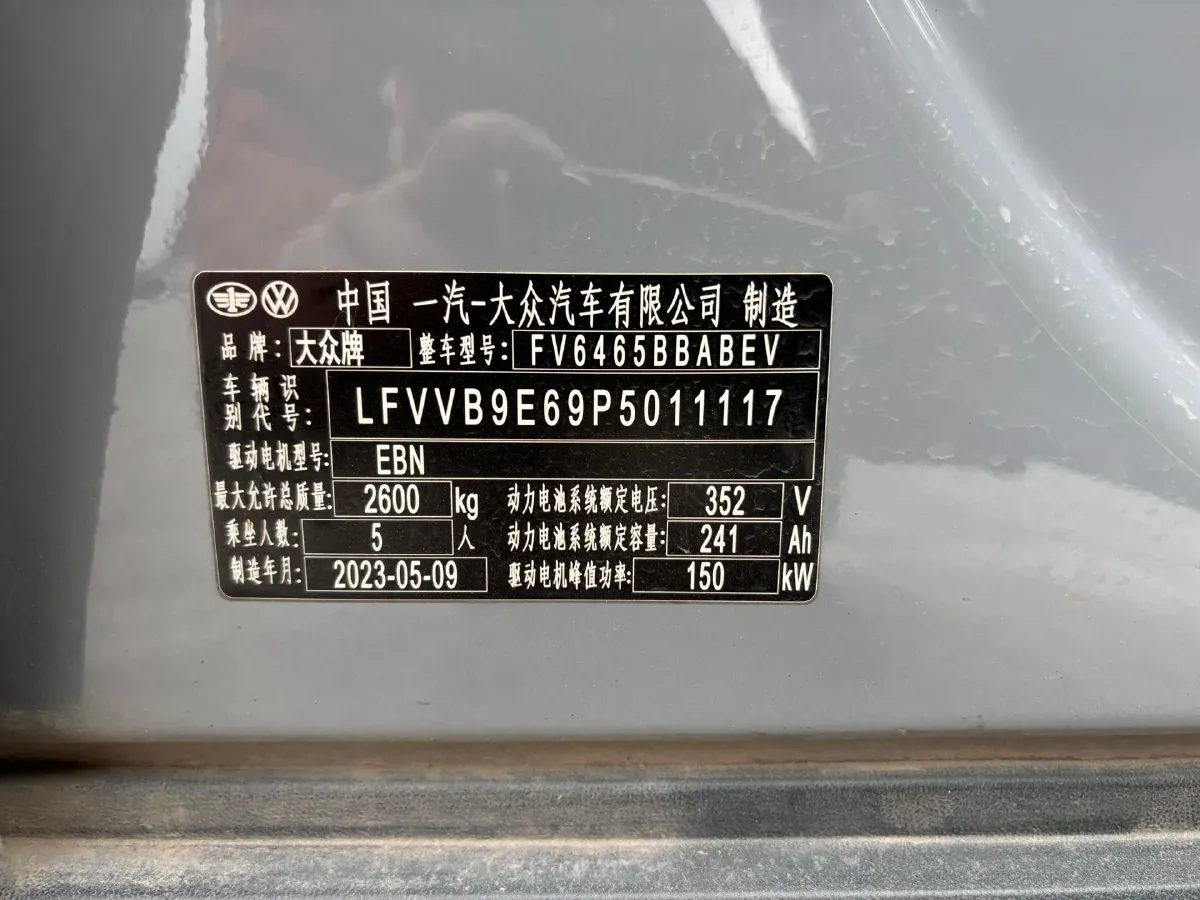 中国 一汽-大众汽车有限公司 制造
品牌: 大众牌 整车型号: FV6465BBABEV
车辆识别代号: LFVVB9E69P5011117
驱动电机型号: EBN
最大允许总质量: 2600 kg 动力电池系统额定电压: 352 V
乘坐人数: 5 人 动力电池系统额定容量: 241 Ah
制造年月: 2023-05-09 驱动电机峰值功率: 150 kW